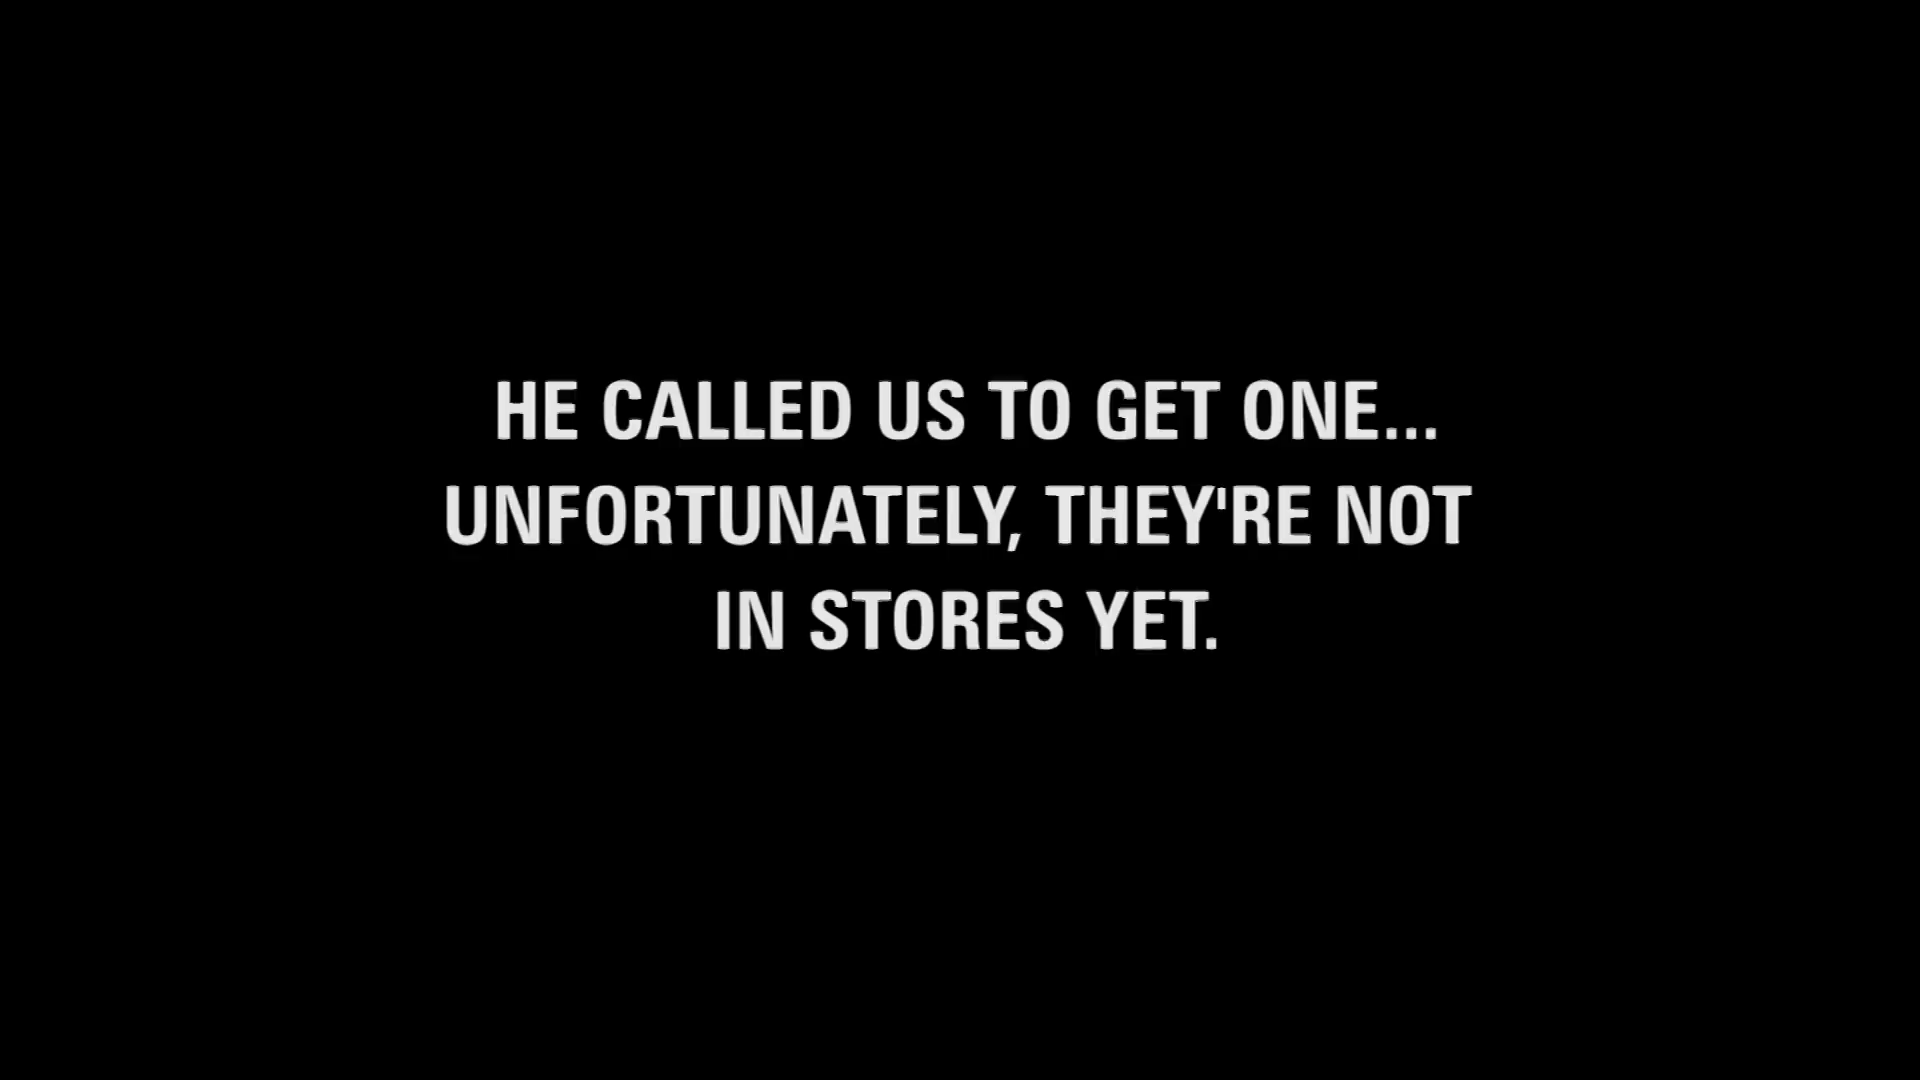 HE CALLED US TO GET ONE...
UNFORTUNATELY, THEY'RE NOT
IN STORES YET.